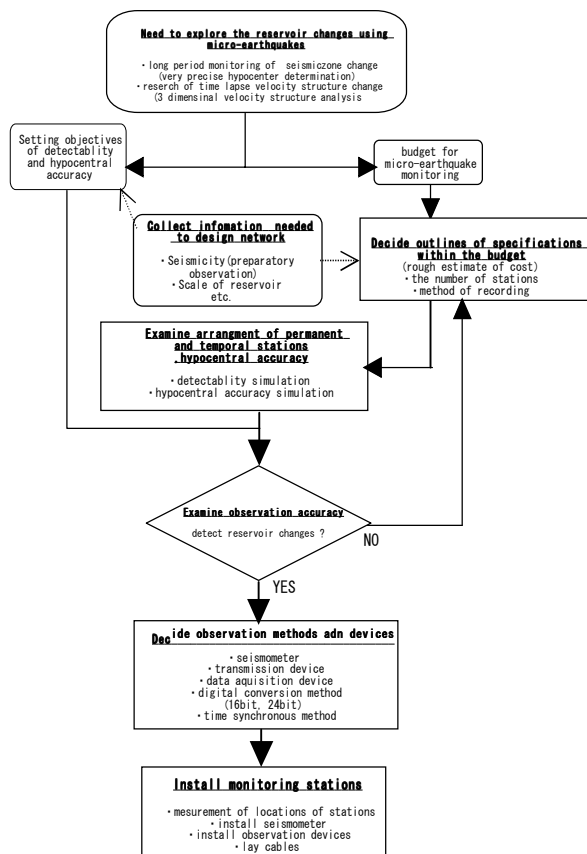 Need to explore the reservoir changes using
micro-earthquakes
・long period monitoring of seismiczone change
(very precise hypocenter determination)
・reserch of time lapse velocity structure change
(3 dimensinal velocity structure analysis
Setting objectives
of detectablity
and hypocentral
accuracy
budget for
micro-earthquake
monitoring
Collect infomation needed
to design network
・Seismicity(preparatory
observation)
・Scale of reservoir
etc.
Decide outlines of specifications
within the budget
(rough estimate of cost)
・the number of stations
・method of recording
Examine arrangment of permanent
and temporal stations
.hypocentral accuracy
・detectablity simulation
・hypocentral accuracy simulation
Examine observation accuracy
detect reservoir changes ?
NO
YES
Decide observation methods adn devices
・seismometer
・transmission device
・data aquisition device
・digital conversion method
(16bit, 24bit)
・time synchronous method
Install monitoring stations
・mesurement of locations of stations
・install seismometer
・install observation devices
・lay cables